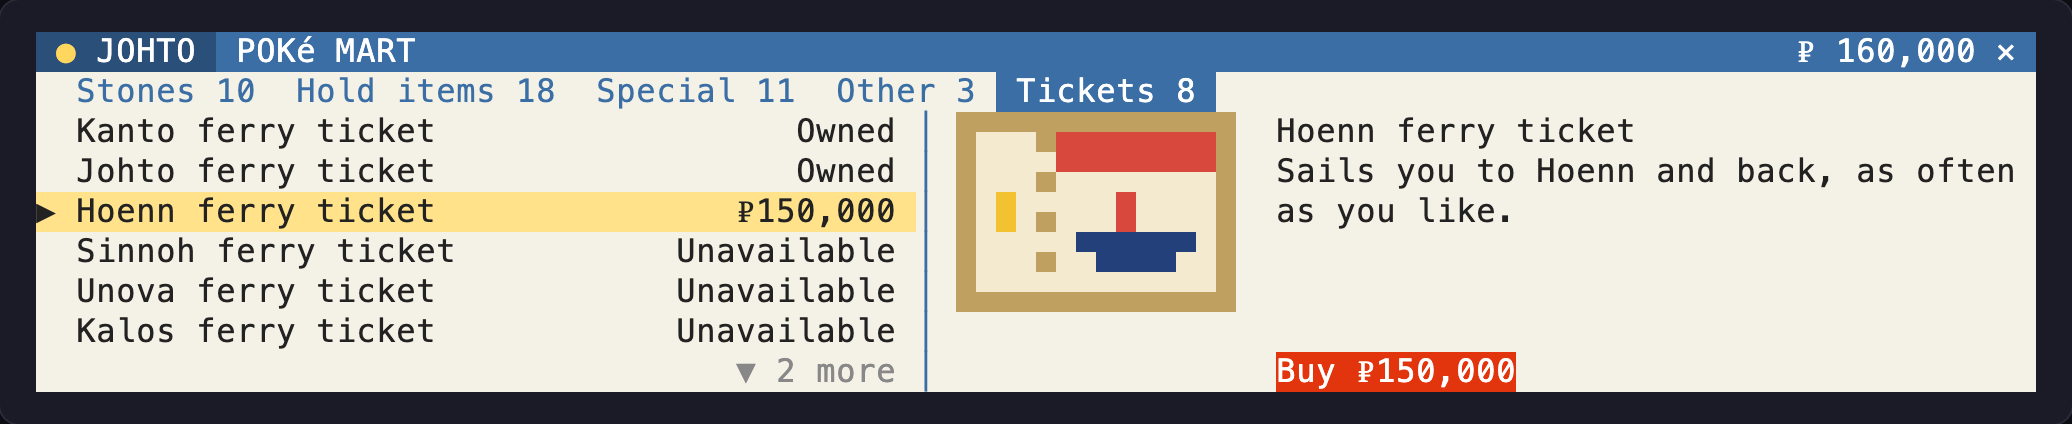 ● JOHTO POKé MART ₽ 160,000 ×
Stones 10 Hold items 18 Special 11 Other 3 Tickets 8
Kanto ferry ticket Owned
Johto ferry ticket Owned
▶ Hoenn ferry ticket ₽150,000
Sinnoh ferry ticket Unavailable
Unova ferry ticket Unavailable
Kalos ferry ticket Unavailable
▼ 2 more
Hoenn ferry ticket
Sails you to Hoenn and back, as often
as you like.
Buy ₽150,000